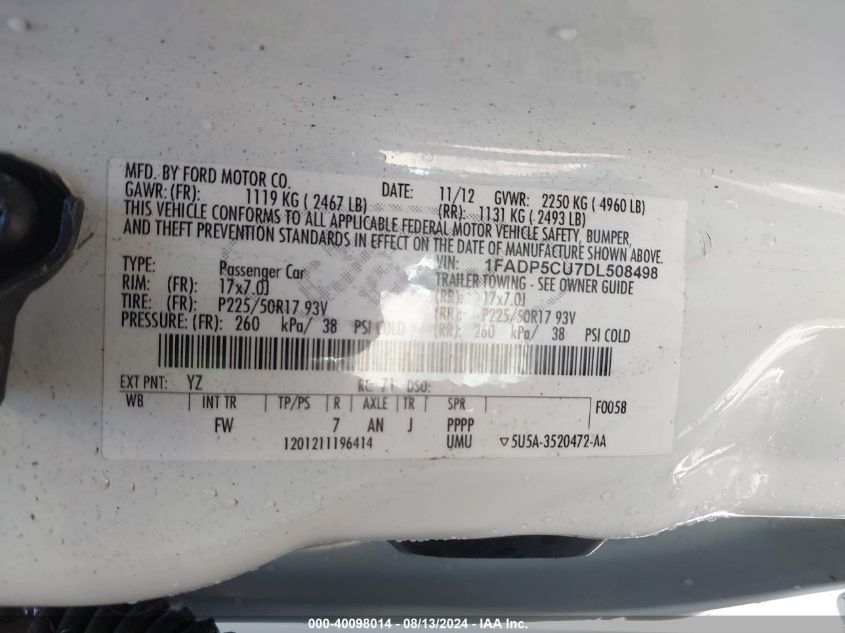 MFD. BY FORD MOTOR CO. DATE: 11/12 GVWR: 2250 KG ( 4960 LB)
GAWR: (FR): 1119 KG ( 2467 LB) (RR): 1131 KG ( 2493 LB)
THIS VEHICLE CONFORMS TO ALL APPLICABLE FEDERAL MOTOR VEHICLE SAFETY, BUMPER,
AND THEFT PREVENTION STANDARDS IN EFFECT ON THE DATE OF MANUFACTURE SHOWN ABOVE.
VIN: 1FADP5CU7DL508498
TYPE: Passenger Car TRAILER TOWING - SEE OWNER GUIDE
RIM: (FR): 17x7.0J (RR): 17x7.0J
TIRE: (FR): P225/50R17 93V (RR): P225/50R17 93V
PRESSURE: (FR): 260 kPa/ 38 PSI COLD (RR): 260 kPa/ 38 PSI COLD
EXT PNT: YZ RC: 71 DSO:
WB INT TR TP/PS R AXLE TR SPR F0058
FW 7 AN J PPPP
1201211196414 UMU ▽5U5A-3520472-AA
000-40098014 - 08/13/2024 - IAA Inc.